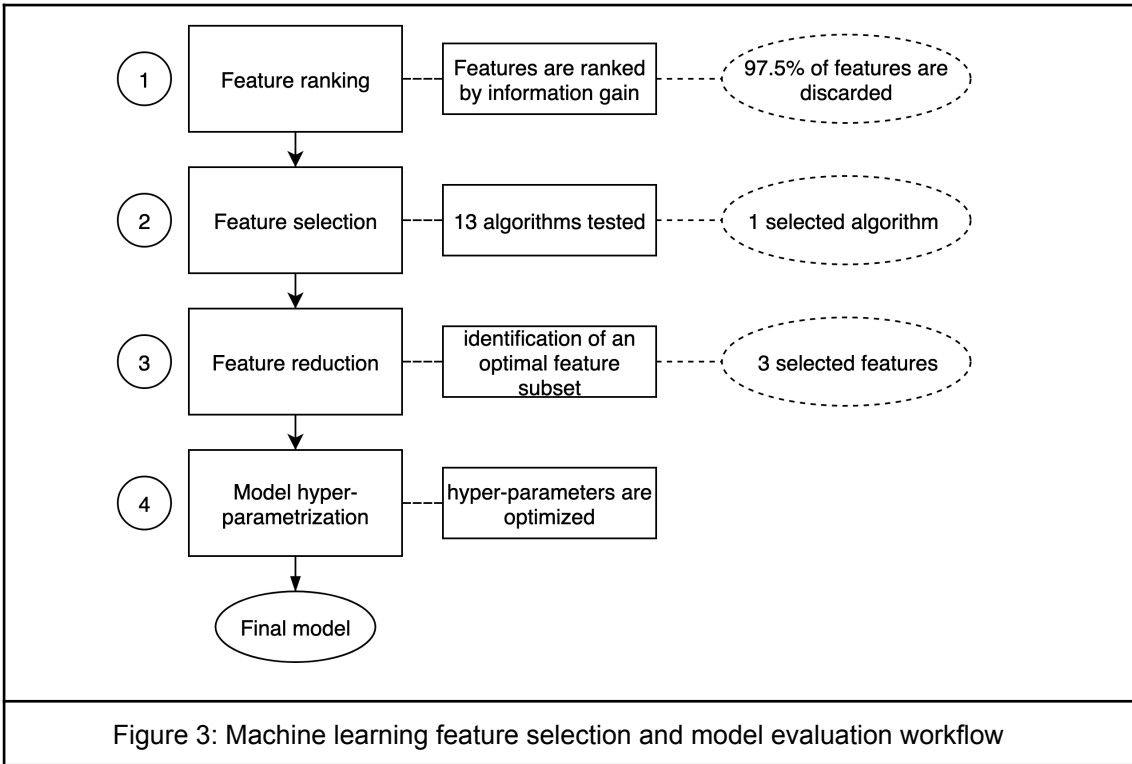 1
Feature ranking
Features are ranked
by information gain
97.5% of features are
discarded
2
Feature selection
13 algorithms tested
1 selected algorithm
3
Feature reduction
identification of an
optimal feature
subset
3 selected features
4
Model hyper-
parametrization
hyper-parameters are
optimized
Final model
Figure 3: Machine learning feature selection and model evaluation workflow